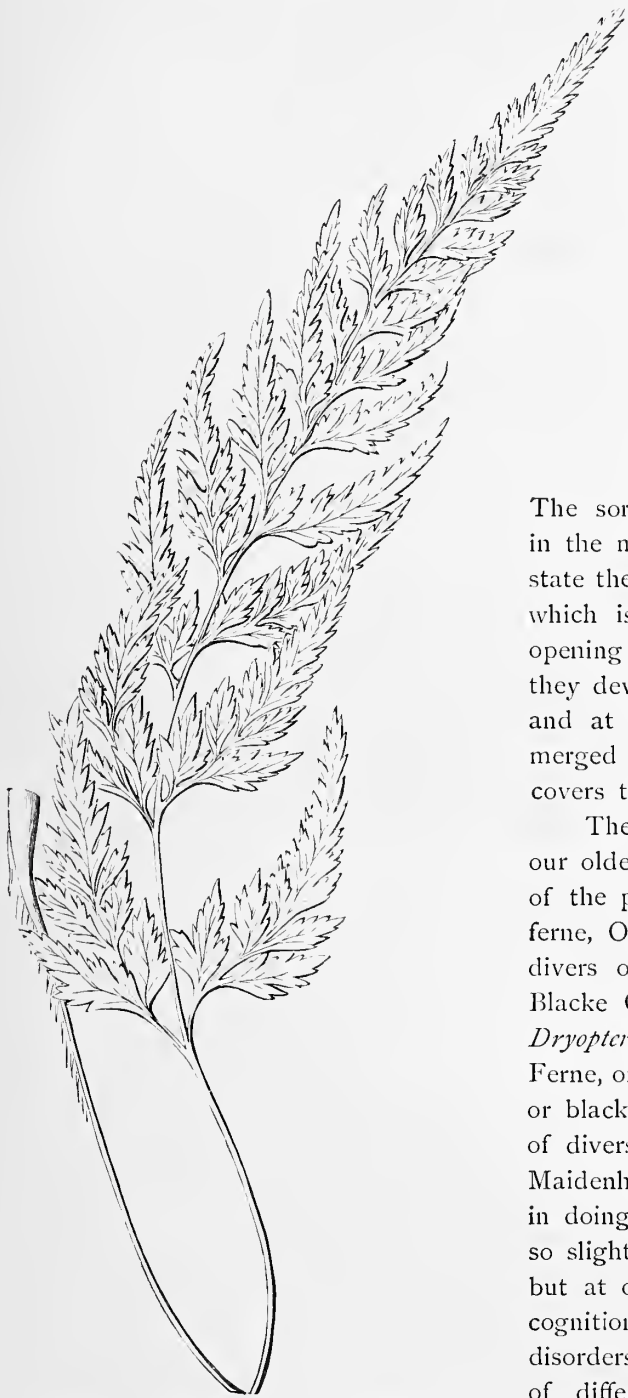 The sor
in the n
state the
which is
opening
they dev
and at
merged
covers t
The
our olde
of the p
ferne, O
divers o
Blacke C
Dryopter
Ferne, or
or black
of divers
Maidenh
in doing
so slight
but at o
cognition
disorders
of diffe